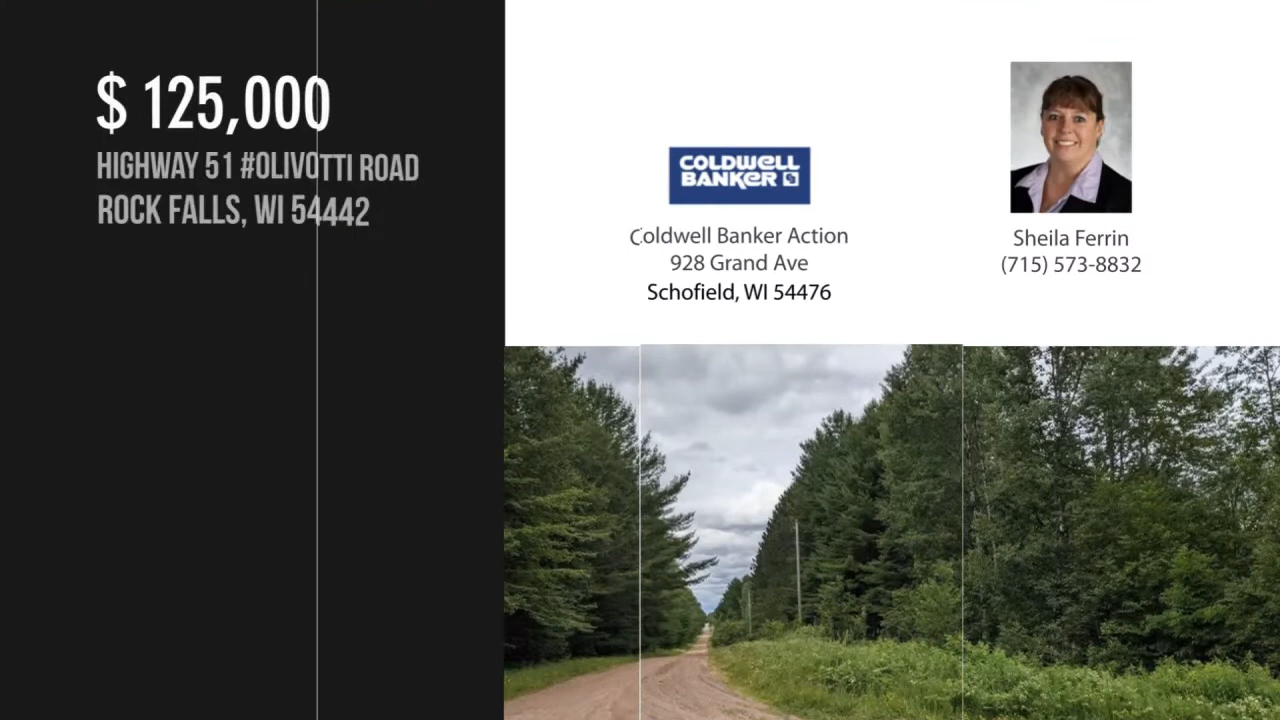 $ 125,000
HIGHWAY 51 #OLIVOTTI ROAD
ROCK FALLS, WI 54442
COLDWELL
BANKER
Coldwell Banker Action
928 Grand Ave
Schofield, WI 54476
Sheila Ferrin
(715) 573-8832